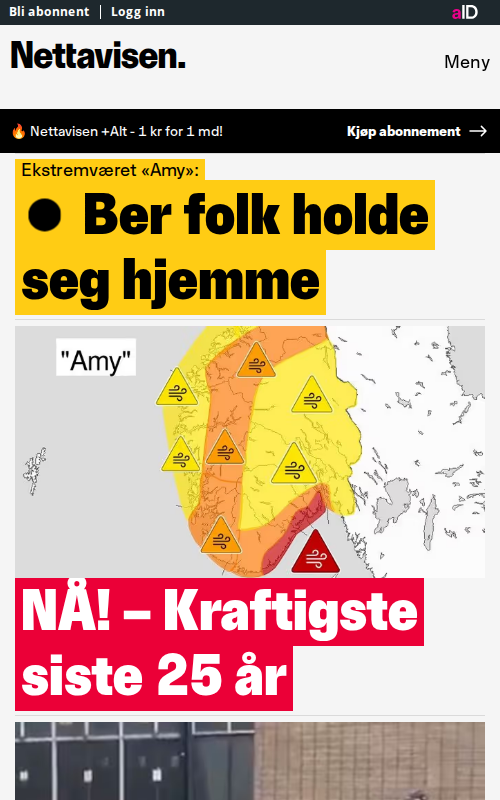 Bli abonnent | Logg inn
aID
Nettavisen.
Meny
🔥 Nettavisen +Alt - 1 kr for 1 md!
Kjøp abonnement →
Ekstremværet «Amy»:
● Ber folk holde
seg hjemme
"Amy"
NÅ! – Kraftigste
siste 25 år